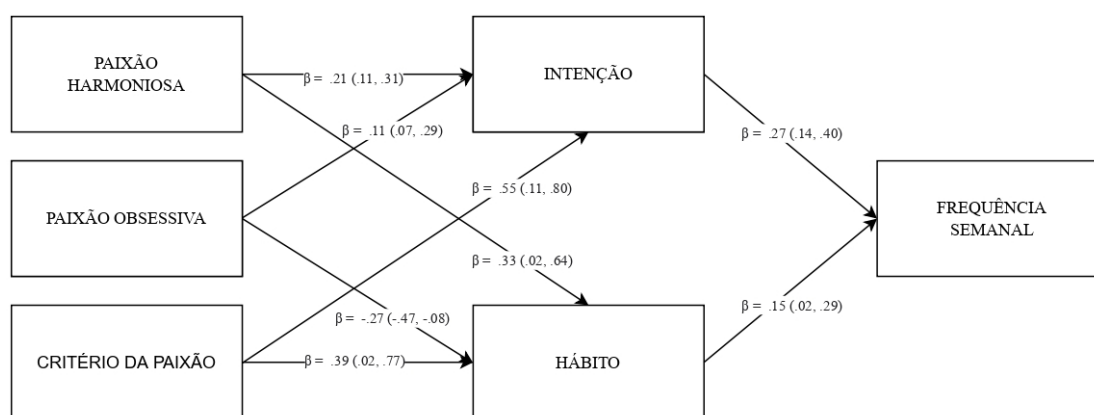 PAIXÃO
HARMONIOSA
β = .21 (.11, .31)
INTENÇÃO
β = .11 (.07, .29)
β = .27 (.14, .40)
β = .55 (.11, .80)
PAIXÃO OBSESSIVA
FREQUÊNCIA
SEMANAL
β = .33 (.02, .64)
β = .15 (.02, .29)
β = -.27 (-.47, -.08)
CRITÉRIO DA PAIXÃO
β = .39 (.02, .77)
HÁBITO